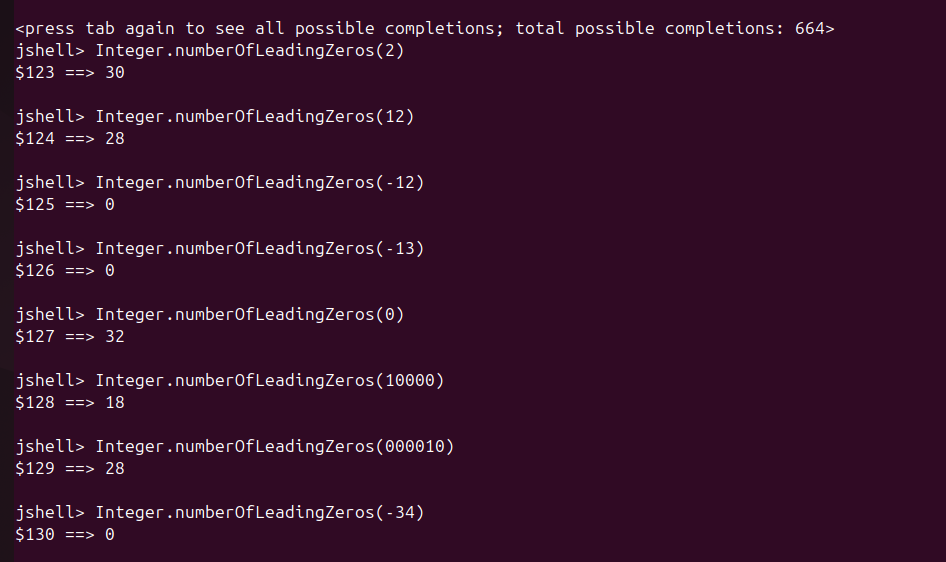 <press tab again to see all possible completions; total possible completions: 664>
jshell> Integer.numberOfLeadingZeros(2)
$123 ==> 30
jshell> Integer.numberOfLeadingZeros(12)
$124 ==> 28
jshell> Integer.numberOfLeadingZeros(-12)
$125 ==> 0
jshell> Integer.numberOfLeadingZeros(-13)
$126 ==> 0
jshell> Integer.numberOfLeadingZeros(0)
$127 ==> 32
jshell> Integer.numberOfLeadingZeros(10000)
$128 ==> 18
jshell> Integer.numberOfLeadingZeros(000010)
$129 ==> 28
jshell> Integer.numberOfLeadingZeros(-34)
$130 ==> 0